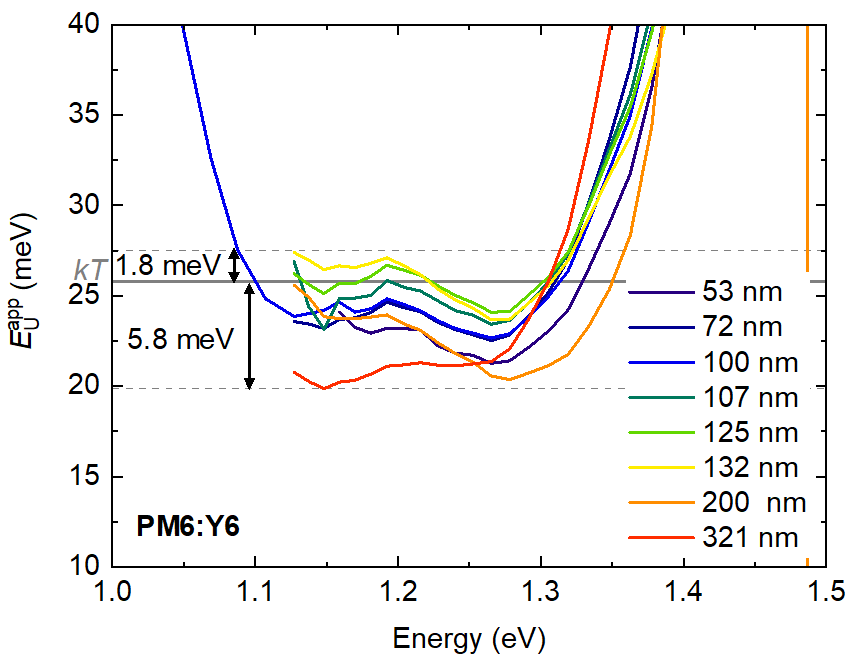 40
35
30
25
20
15
10
E_U^app (meV)
kT
1.8 meV
5.8 meV
53 nm
72 nm
100 nm
107 nm
125 nm
132 nm
200 nm
321 nm
PM6:Y6
1.0 1.1 1.2 1.3 1.4 1.5
Energy (eV)